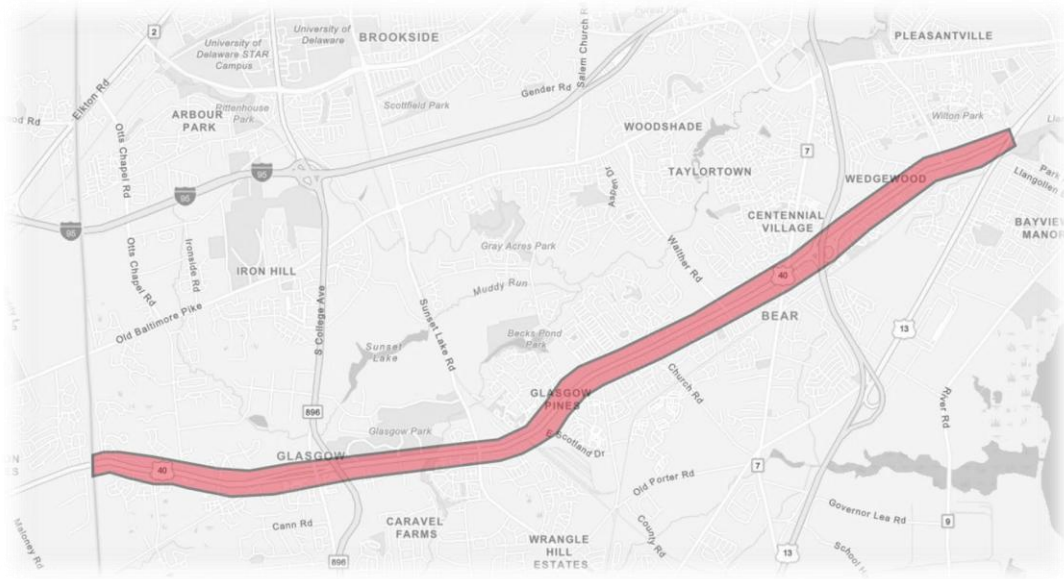 Forest Park
2
University of
Delaware STAR
Campus
University of
Delaware
BROOKSIDE
PLEASANTVILLE
Salem Church R
Elkton Rd
Gender Rd
ARBOUR
PARK
Rittenhouse
Park
Scottfield Park
Wilton Park
od Rd
WOODSHADE
Otts Chapel Rd
7
95
95
95
TAYLORTOWN
WEDGEWOOD
Park
Llangollen
Aspen Dr
CENTENNIAL
VILLAGE
BAYVIEW
MANOR
Otts Chapel Rd
Ironside Rd
Gray Acres Park
Walther Rd
IRON HILL
40
Muddy Run
Old Baltimore Pike
S College Ave
Sunset Lake Rd
BEAR
13
Becks Pond
Park
Sunset
Lake
Church Rd
GLASGOW
PINES
River Rd
896
Glasgow Park
E Scotland Dr
GLASGOW
40
7
Old Porter Rd
Cann Rd
CARAVEL
FARMS
County Rd
Governor Lea Rd
9
Maloney Rd
WRANGLE
HILL
ESTATES
13
School
896